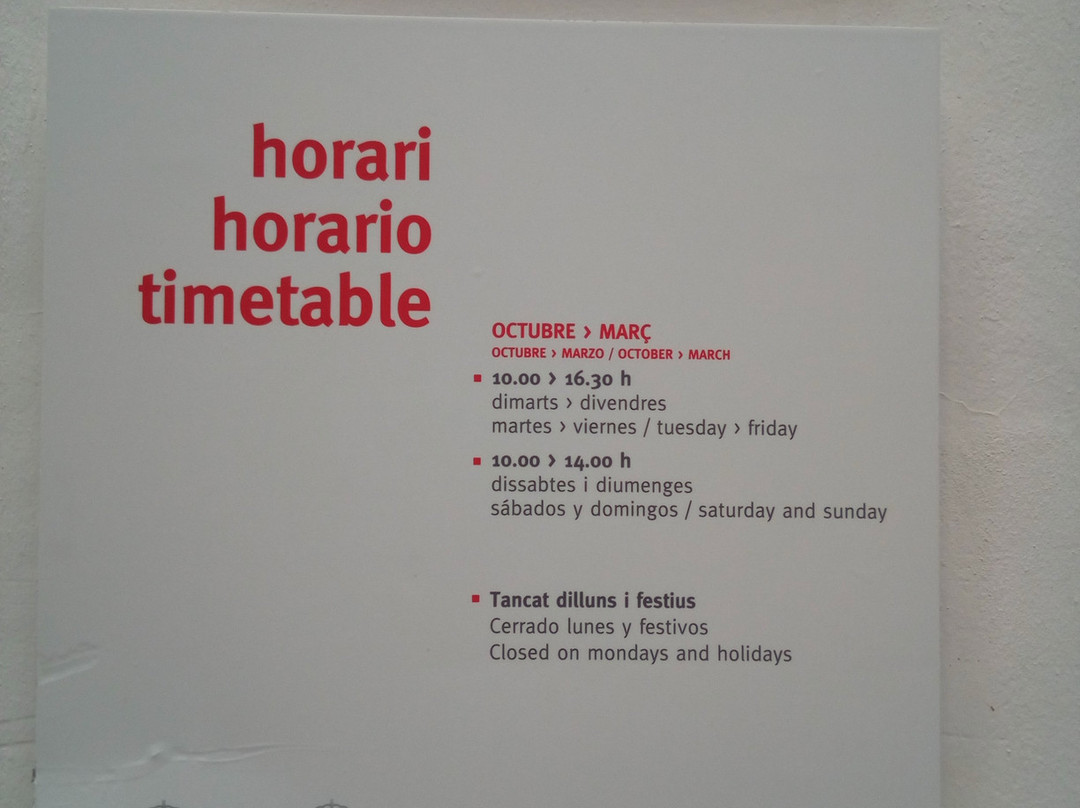 horari
horario
timetable
OCTUBRE > MARÇ
OCTUBRE > MARZO / OCTOBER > MARCH
10.00 > 16.30 h
dimarts > divendres
martes > viernes / tuesday > friday
10.00 > 14.00 h
dissabtes i diumenges
sábados y domingos / saturday and sunday
Tancat dilluns i festius
Cerrado lunes y festivos
Closed on mondays and holidays